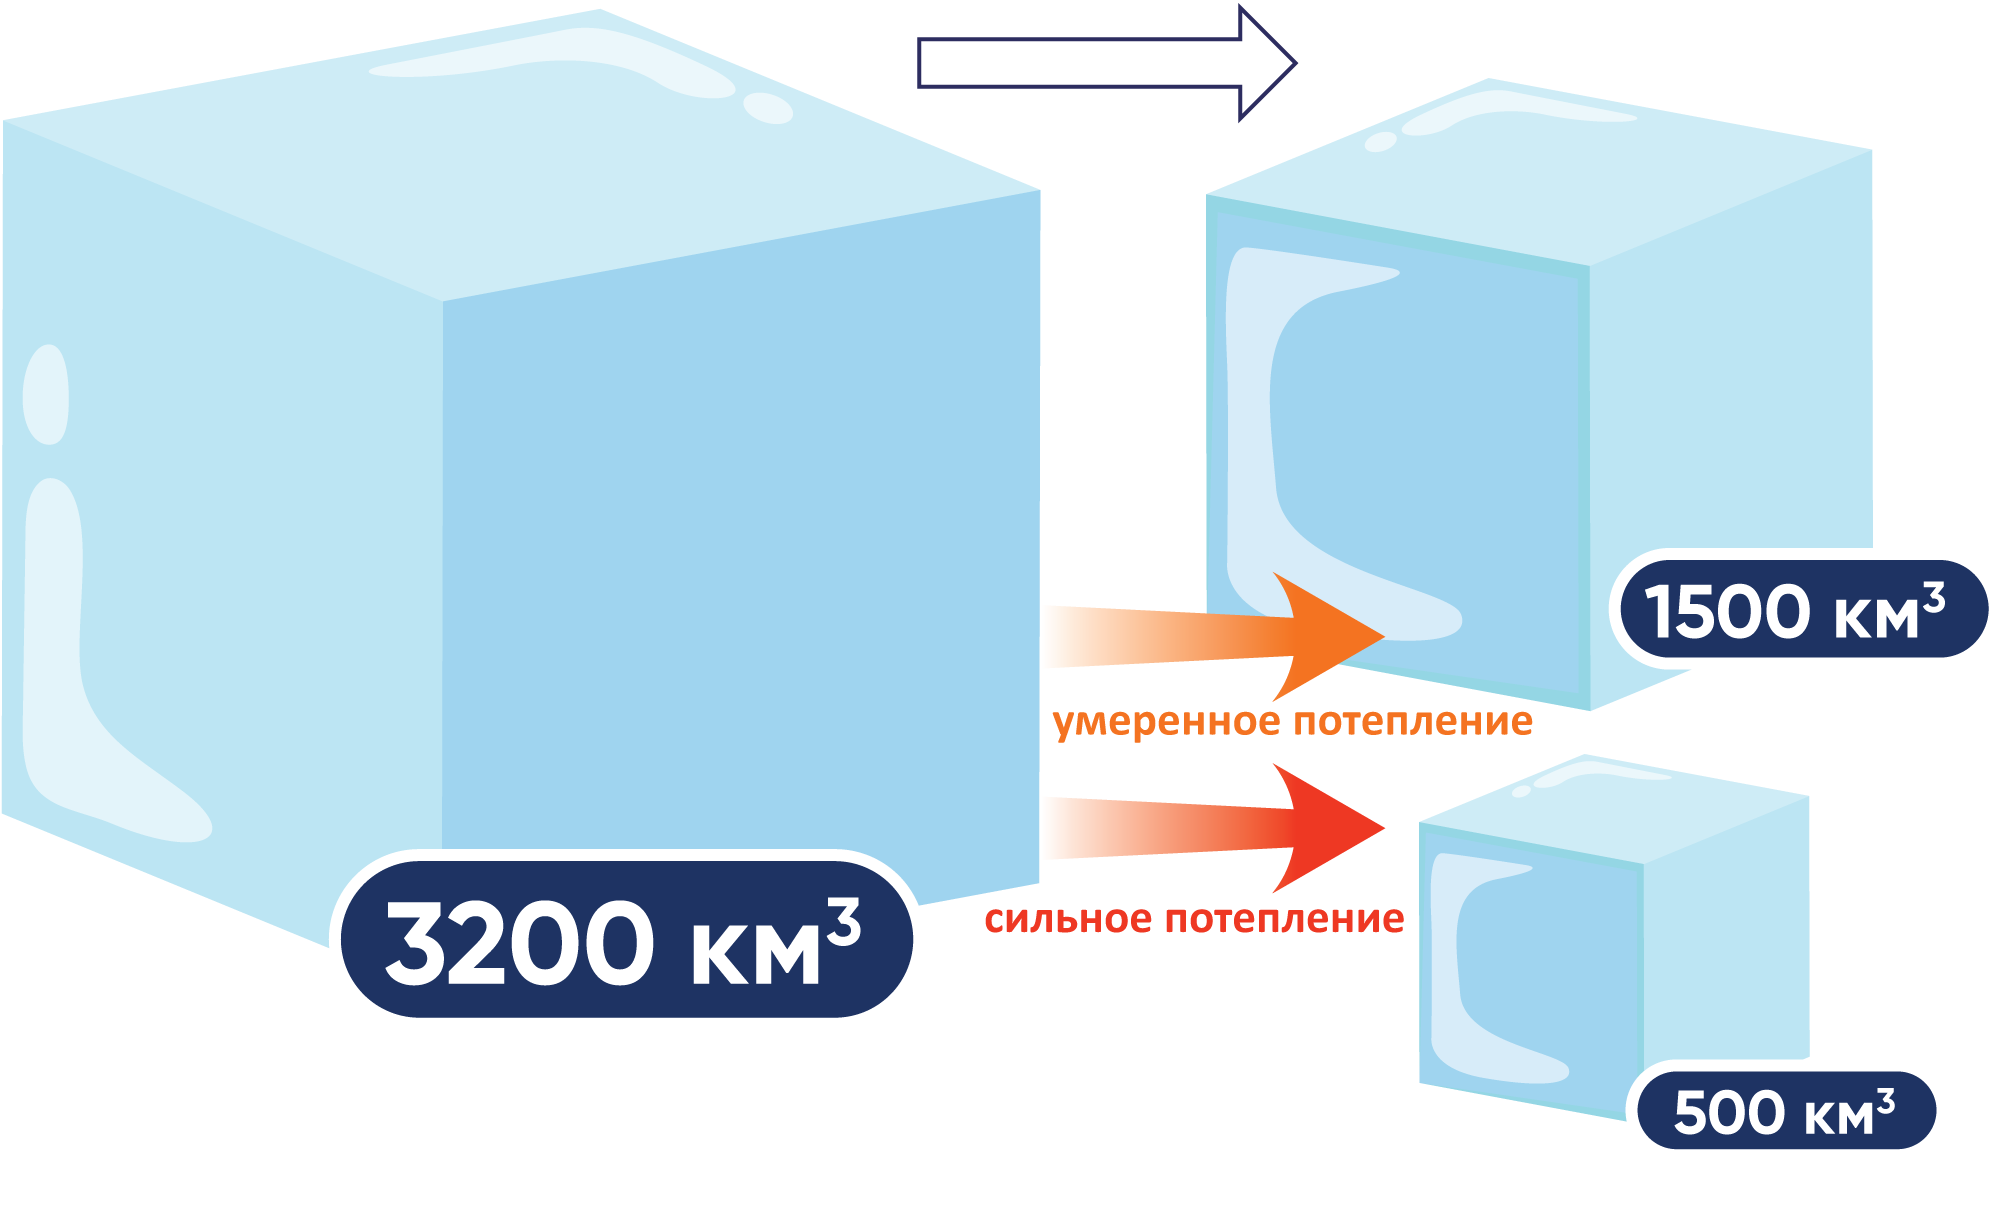 1500 км³
умеренное потепление
сильное потепление
3200 км³
500 км³